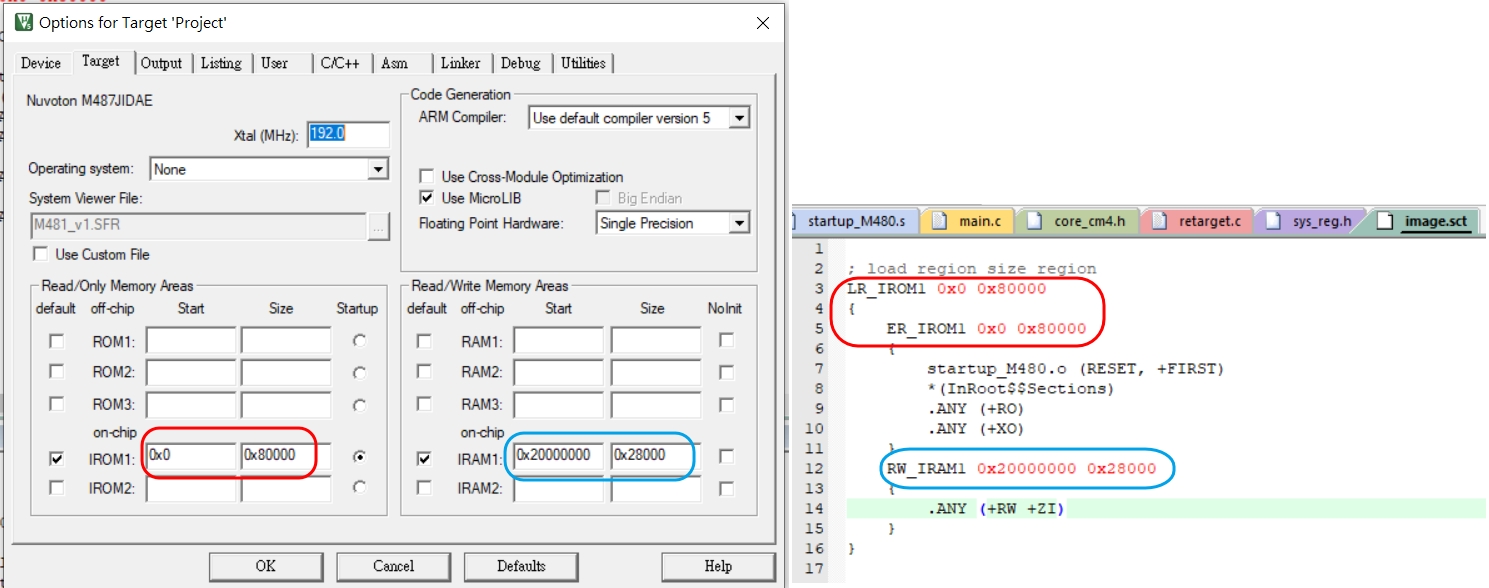 Options for Target 'Project'
Device Target Output Listing User C/C++ Asm Linker Debug Utilities
Nuvoton M487JIDAE
Xtal (MHz): 192.0
Operating system: None
System Viewer File:
M481_v1.SFR ...
Use Custom File
Code Generation
ARM Compiler: Use default compiler version 5
Use Cross-Module Optimization
Use MicroLIB Big Endian
Floating Point Hardware: Single Precision
Read/Only Memory Areas
default off-chip Start Size Startup
ROM1:
ROM2:
ROM3:
on-chip
IROM1: 0x0 0x80000
IROM2:
Read/Write Memory Areas
default off-chip Start Size NoInit
RAM1:
RAM2:
RAM3:
on-chip
IRAM1: 0x20000000 0x28000
IRAM2:
OK Cancel Defaults Help
startup_M480.s main.c core_cm4.h retarget.c sys_reg.h image.sct
1
2 ; load region size region
3 LR_IROM1 0x0 0x80000
4 {
5 ER_IROM1 0x0 0x80000
6 {
7 startup_M480.o (RESET, +FIRST)
8 *(InRoot$$Sections)
9 .ANY (+RO)
10 .ANY (+XO)
11 }
12 RW_IRAM1 0x20000000 0x28000
13 {
14 .ANY (+RW +ZI)
15 }
16 }
17